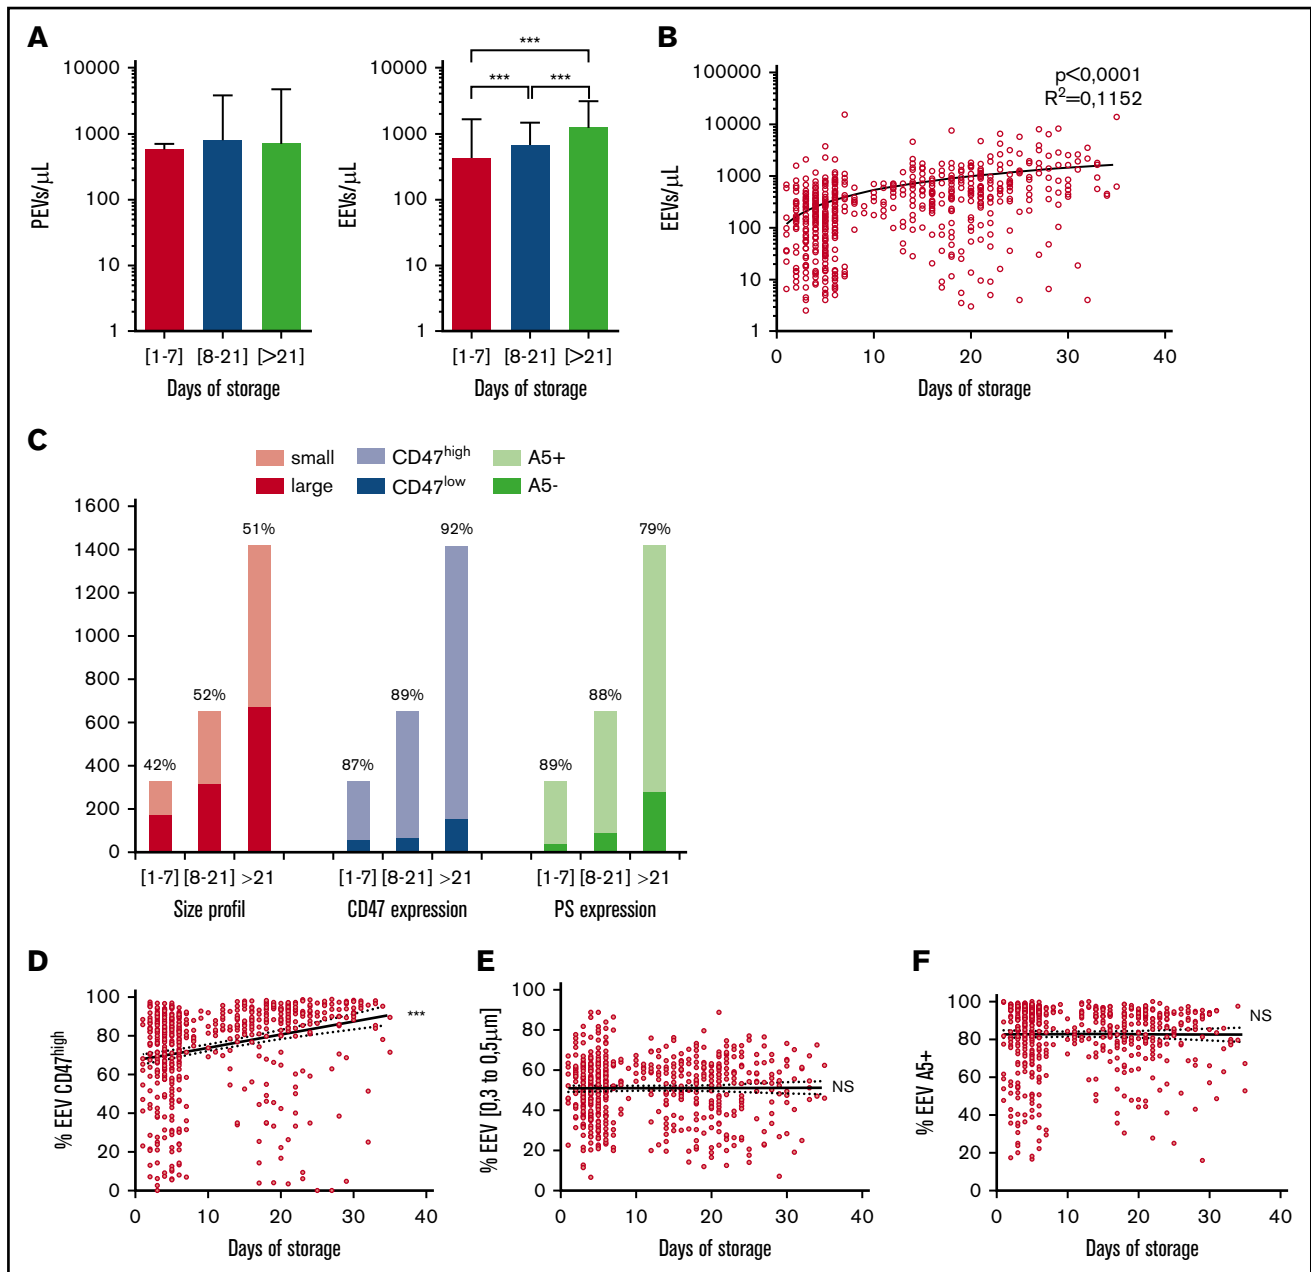 A
10000
1000
100
10
1
PEVs/µL
[1-7] [8-21] [>21]
Days of storage
***
*** ***
10000
1000
100
10
1
EEVs/µL
[1-7] [8-21] [>21]
Days of storage
B
p<0,0001
R²=0,1152
100000
10000
1000
100
10
1
EEVs/µL
0 10 20 30 40
Days of storage
C
small CD47high A5+
large CD47low A5-
1600
1400
1200
1000
800
600
400
200
0
42% 52% 51%
87% 89% 92%
89% 88% 79%
[1-7] [8-21] >21 [1-7] [8-21] >21 [1-7] [8-21] >21
Size profil CD47 expression PS expression
D
100
80
60
40
20
0
% EEV CD47high
***
0 10 20 30 40
Days of storage
E
100
80
60
40
20
0
% EEV [0,3 to 0,5µm]
NS
0 10 20 30 40
Days of storage
F
100
80
60
40
20
0
% EEV A5+
NS
0 10 20 30 40
Days of storage